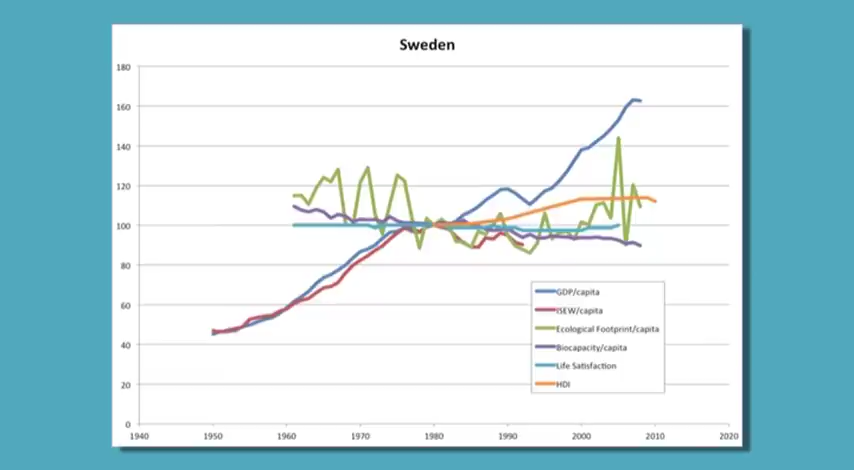 Sweden
180
160
140
120
100
80
60
40
20
0
1940 1950 1960 1970 1980 1990 2000 2010 2020
GDP/capita
ISEW/capita
Ecological Footprint/capita
Biocapacity/capita
Life Satisfaction
HDI